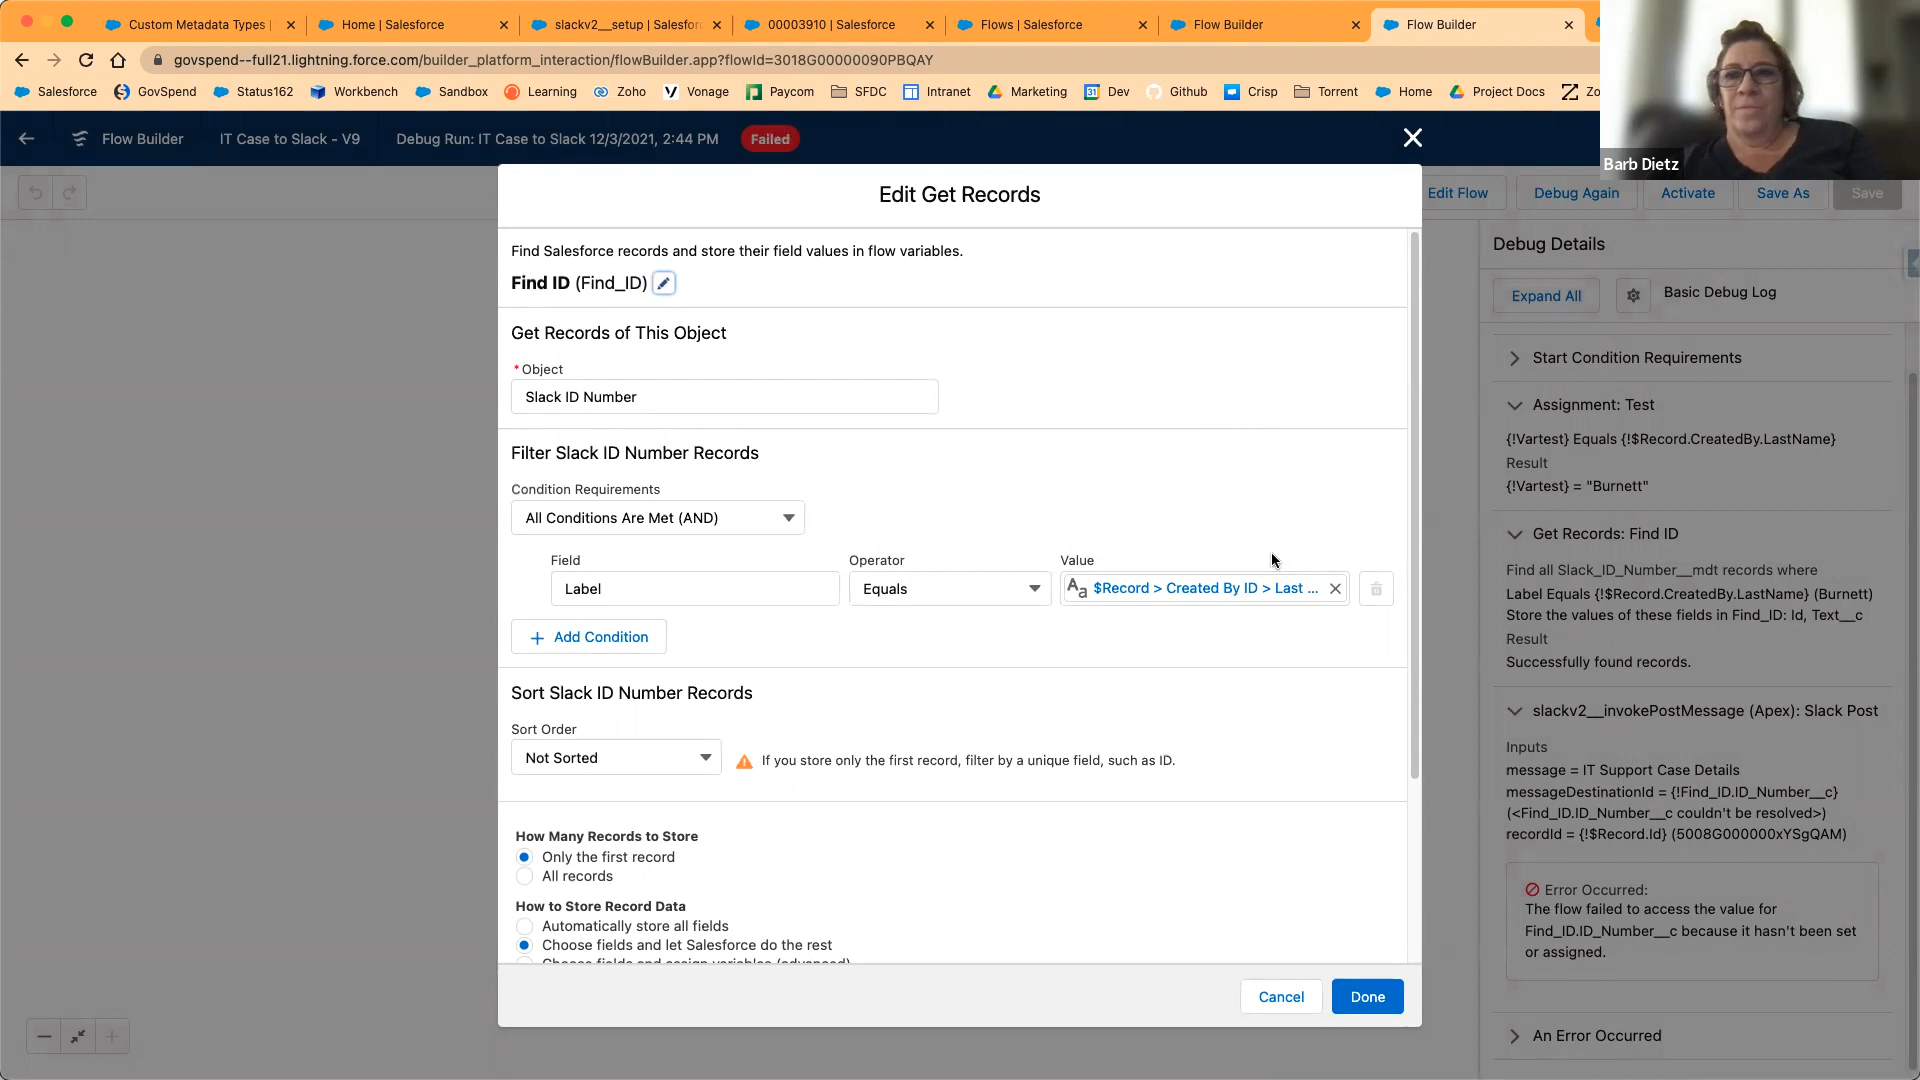 Custom Metadata Types |
Home | Salesforce
slackv2__setup | Salesfor
00003910 | Salesforce
Flows | Salesforce
Flow Builder
Flow Builder
govspend--full21.lightning.force.com/builder_platform_interaction/flowBuilder.app?flowId=3018G00000090PBQAY
Salesforce
GovSpend
Status162
Workbench
Sandbox
Learning
Zoho
Vonage
Paycom
SFDC
Intranet
Marketing
Dev
Github
Crisp
Torrent
Home
Project Docs
Zo
Barb Dietz
Flow Builder
IT Case to Slack - V9
Debug Run: IT Case to Slack 12/3/2021, 2:44 PM
Failed
Edit Flow
Debug Again
Activate
Save As
Save
Edit Get Records
Find Salesforce records and store their field values in flow variables.
Find ID (Find_ID)
Get Records of This Object
*Object
Slack ID Number
Filter Slack ID Number Records
Condition Requirements
All Conditions Are Met (AND)
Field
Operator
Value
Label
Equals
Aa $Record > Created By ID > Last ...
+ Add Condition
Sort Slack ID Number Records
Sort Order
Not Sorted
If you store only the first record, filter by a unique field, such as ID.
How Many Records to Store
Only the first record
All records
How to Store Record Data
Automatically store all fields
Choose fields and let Salesforce do the rest
Choose fields and assign variables (advanced)
Cancel
Done
Debug Details
Expand All
Basic Debug Log
Start Condition Requirements
Assignment: Test
{!Vartest} Equals {!$Record.CreatedBy.LastName}
Result
{!Vartest} = "Burnett"
Get Records: Find ID
Find all Slack_ID_Number__mdt records where
Label Equals {!$Record.CreatedBy.LastName} (Burnett)
Store the values of these fields in Find_ID: Id, Text__c
Result
Successfully found records.
slackv2__invokePostMessage (Apex): Slack Post
Inputs
message = IT Support Case Details
messageDestinationId = {!Find_ID.ID_Number__c}
(<Find_ID.ID_Number__c couldn't be resolved>)
recordId = {!$Record.Id} (5008G000000xYSgQAM)
Error Occurred:
The flow failed to access the value for
Find_ID.ID_Number__c because it hasn't been set
or assigned.
An Error Occurred